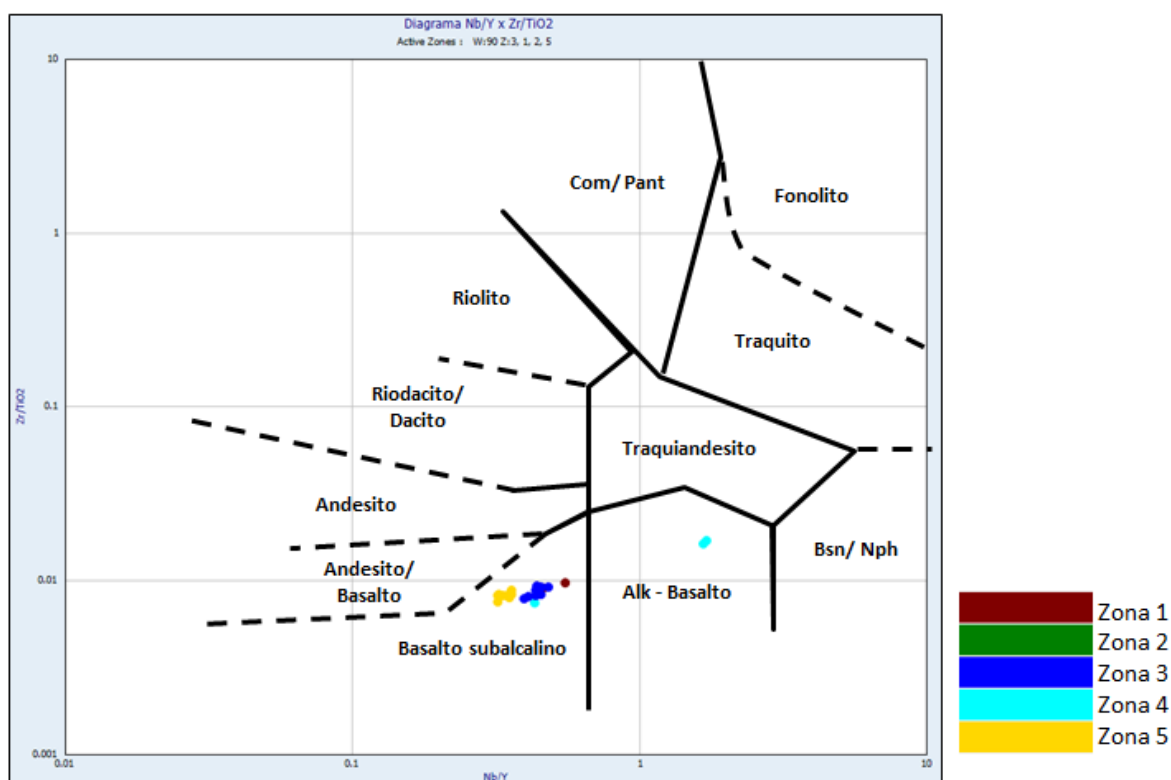 Diagrama Nb/Y x Zr/TiO2
Active Zones : W:90 Z:3, 1, 2, 5
10
Com/ Pant
Fonolito
1
Riolito
Traquito
Zr/TiO2
0.1
Riodacito/
Dacito
Traquiandesito
Andesito
Bsn/ Nph
0.01
Andesito/
Basalto
Alk - Basalto
Basalto subalcalino
0.001
0.01
0.1
1
10
Nb/Y
Zona 1
Zona 2
Zona 3
Zona 4
Zona 5